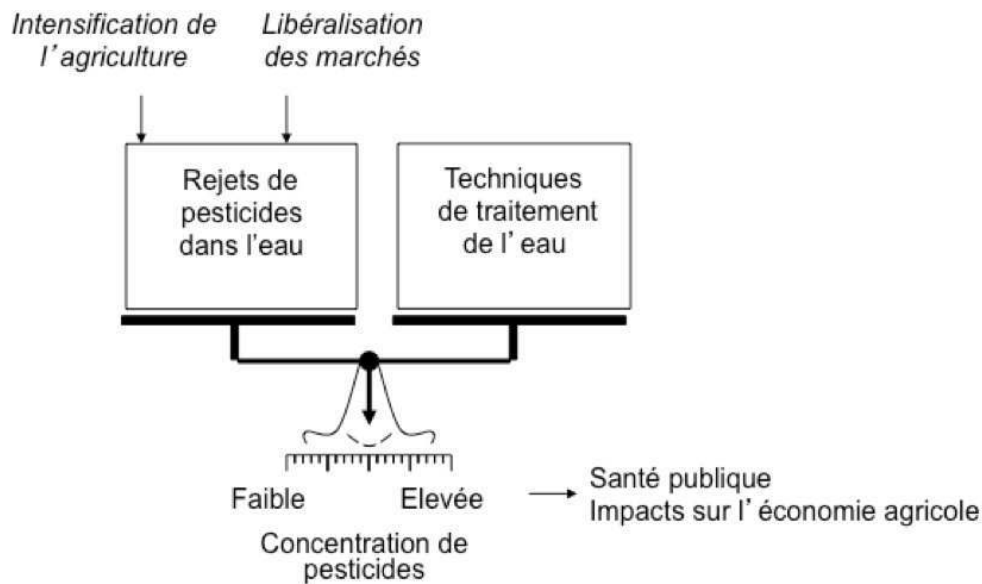 Intensification de
l’agriculture
Libéralisation
des marchés
Rejets de
pesticides
dans l’eau
Techniques
de traitement
de l’eau
Faible
Elevée
Concentration de
pesticides
Santé publique
Impacts sur l’économie agricole